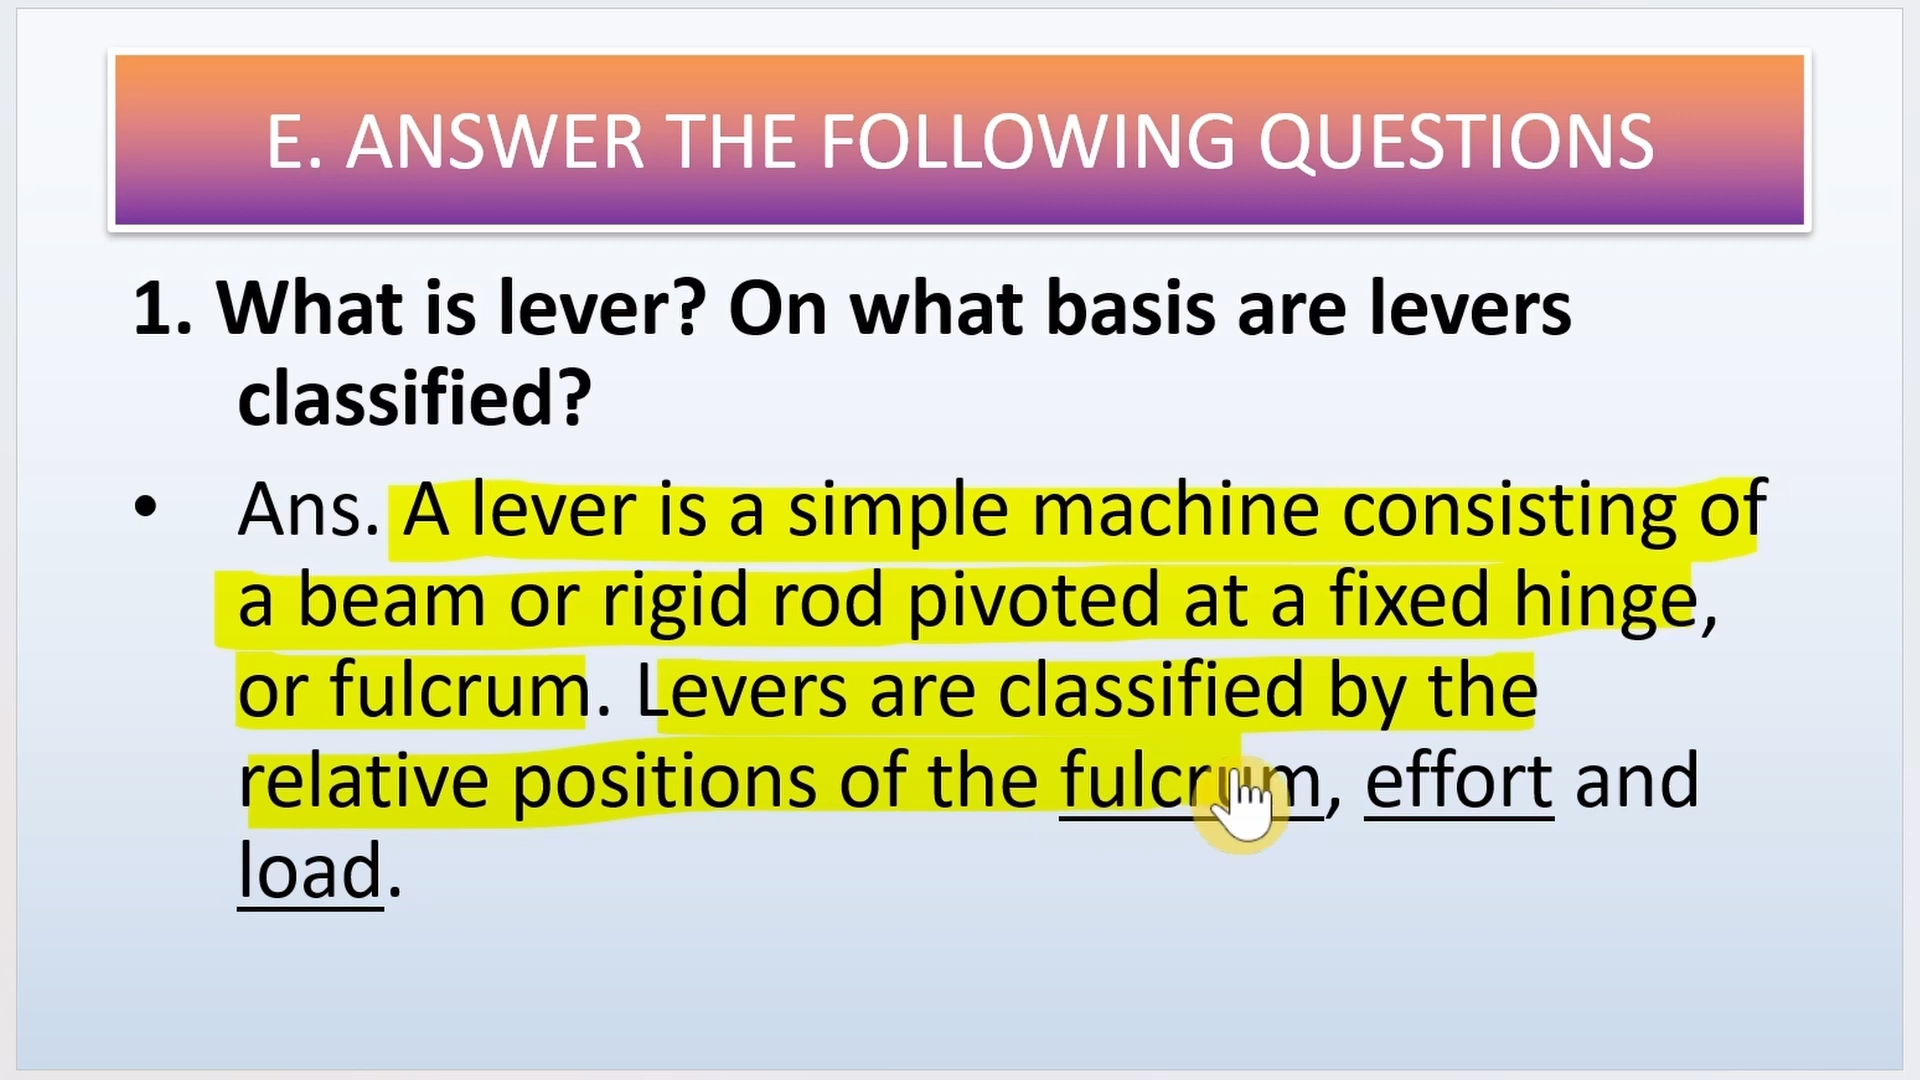 E. ANSWER THE FOLLOWING QUESTIONS
1. What is lever? On what basis are levers
classified?
• Ans. A lever is a simple machine consisting of
a beam or rigid rod pivoted at a fixed hinge,
or fulcrum. Levers are classified by the
relative positions of the fulcrum, effort and
load.